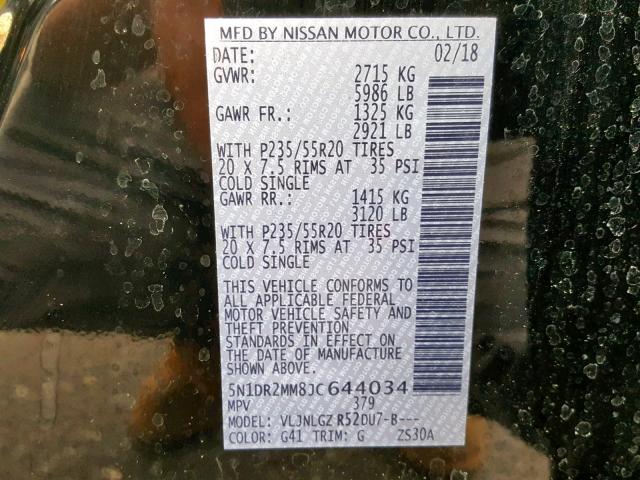 MFD BY NISSAN MOTOR CO., LTD.
DATE: 02/18
GVWR: 2715 KG
5986 LB
GAWR FR.: 1325 KG
2921 LB
WITH P235/55R20 TIRES
20 X 7.5 RIMS AT 35 PSI
COLD SINGLE
GAWR RR.: 1415 KG
3120 LB
WITH P235/55R20 TIRES
20 X 7.5 RIMS AT 35 PSI
COLD SINGLE
THIS VEHICLE CONFORMS TO
ALL APPLICABLE FEDERAL
MOTOR VEHICLE SAFETY AND
THEFT PREVENTION
STANDARDS IN EFFECT ON
THE DATE OF MANUFACTURE
SHOWN ABOVE.
5N1DR2MM8JC644034
MPV 379
MODEL: VLJNLGZ R52DU7-B---
COLOR: G41 TRIM: G ZS30A